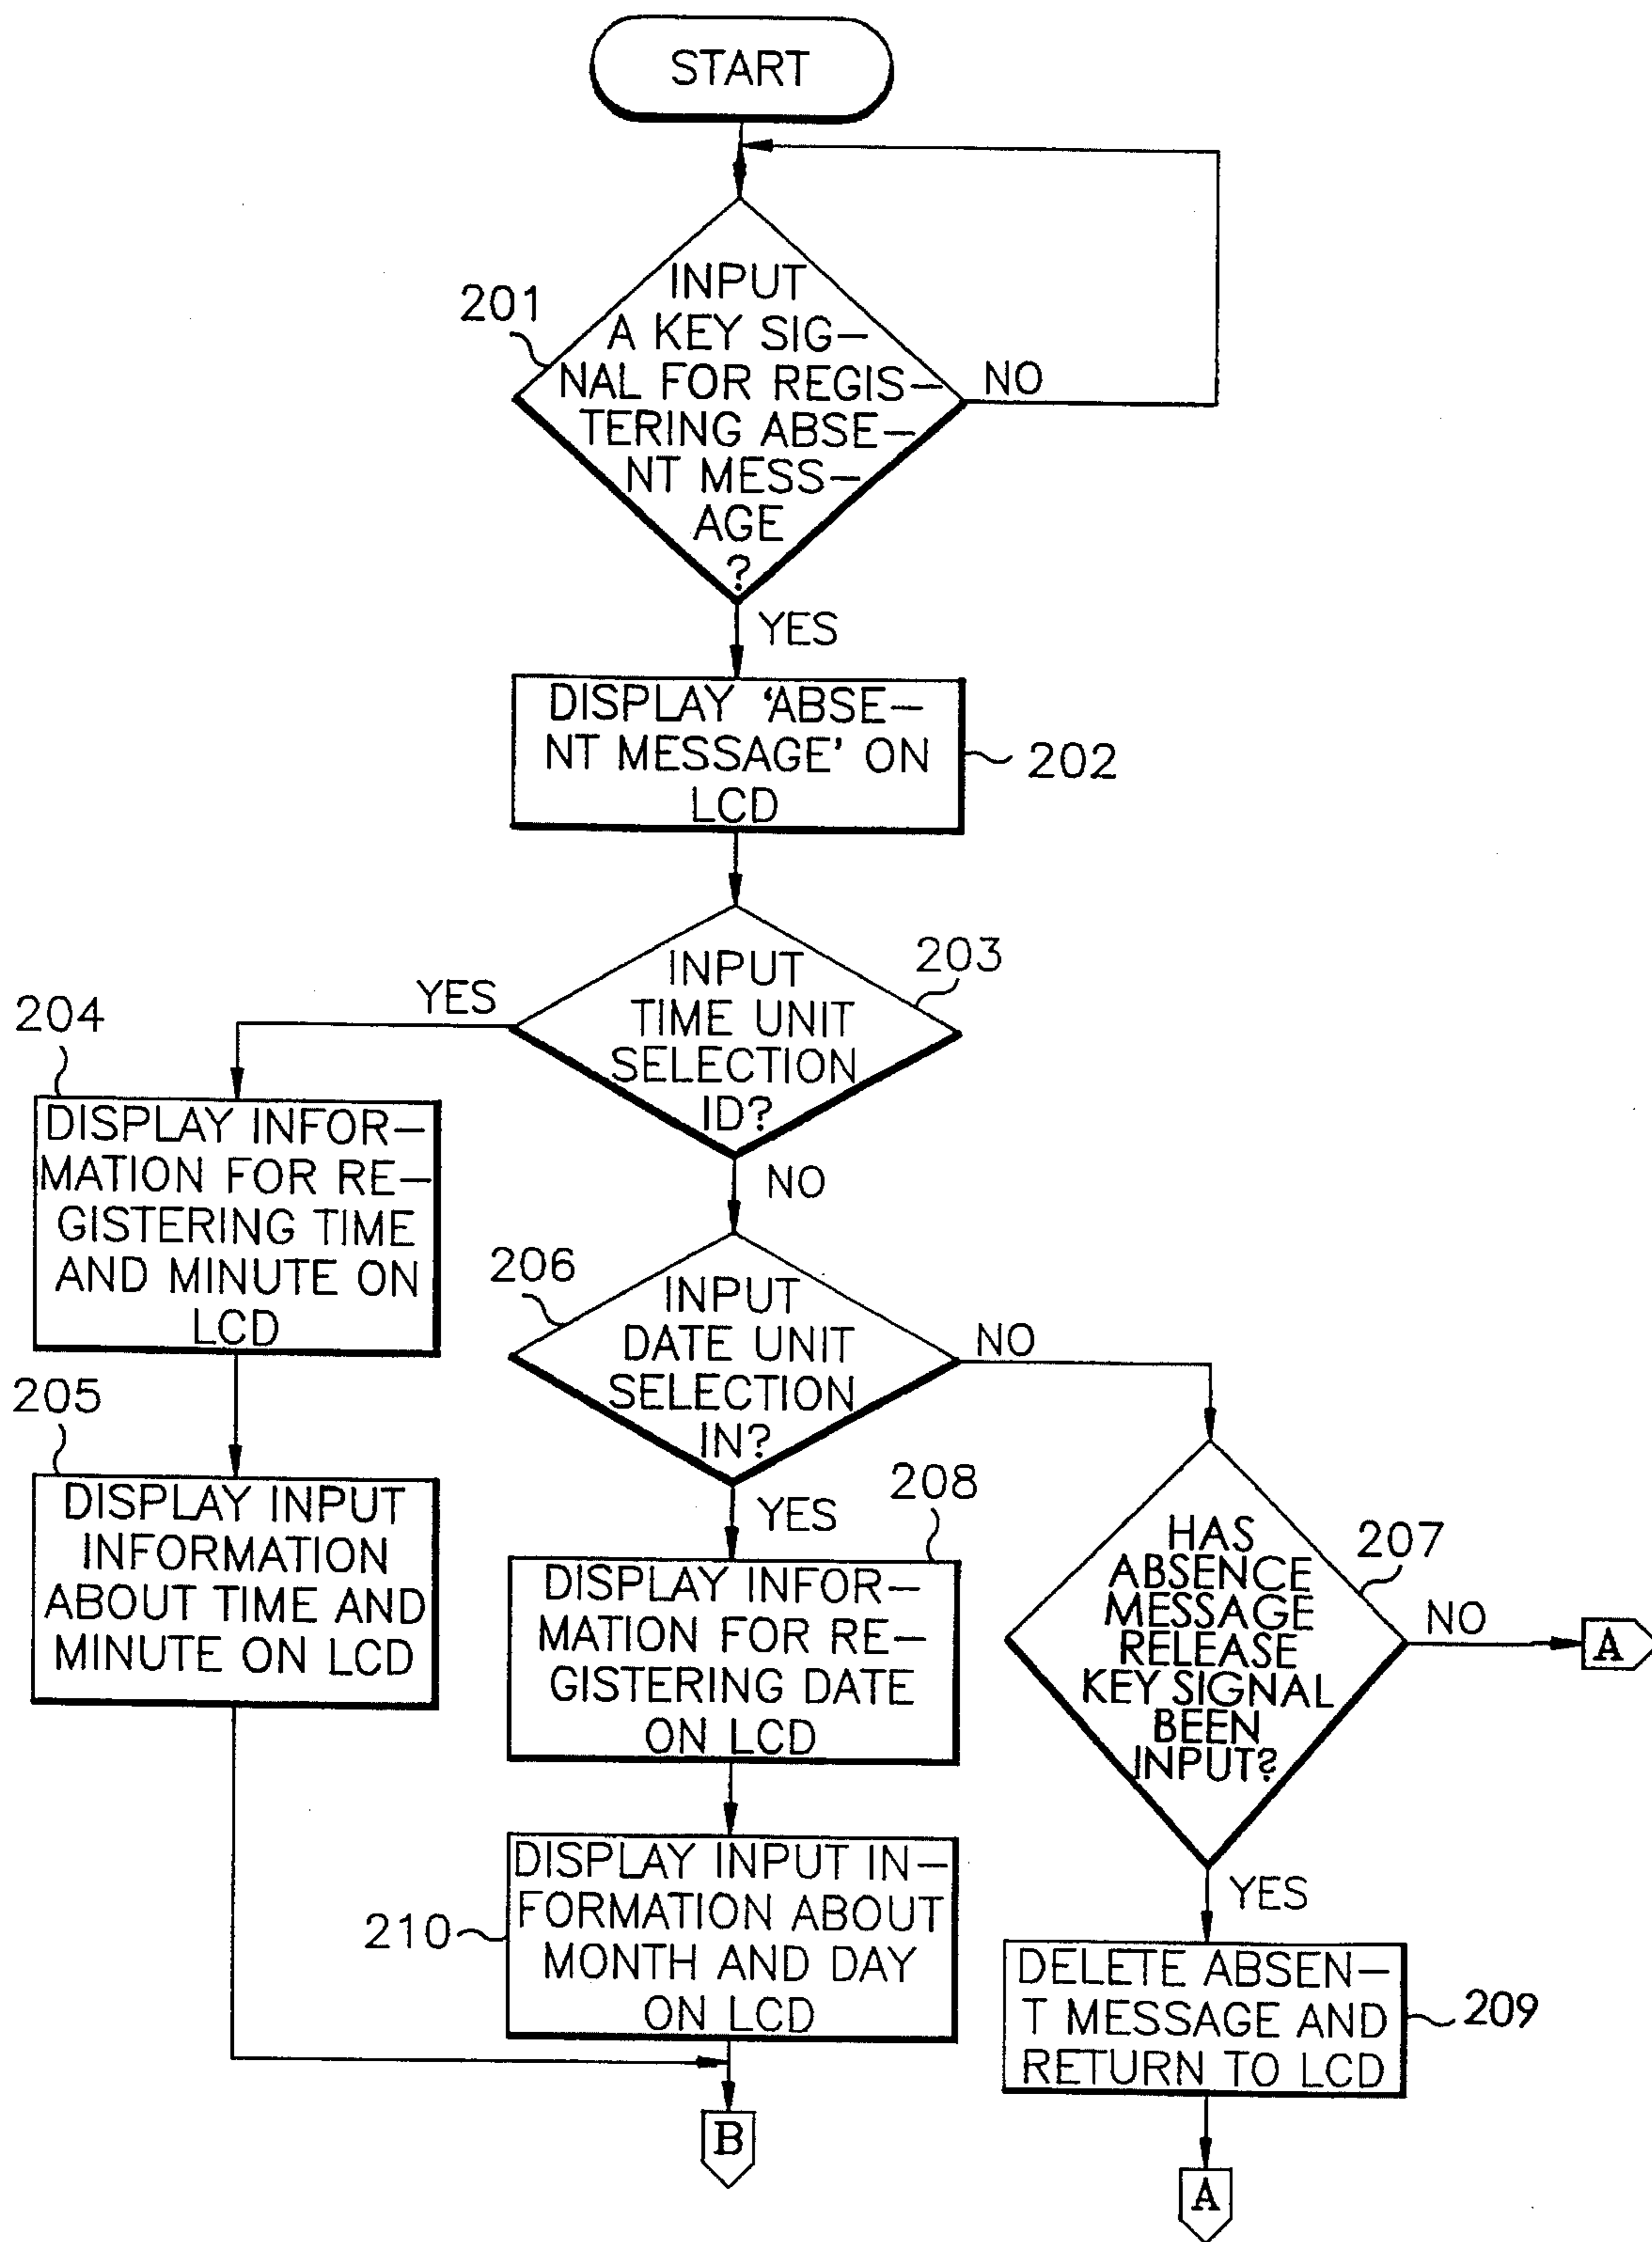 START
201
INPUT
A KEY SIG–
NAL FOR REGIS–
TERING ABSE–
NT MESS–
AGE
?
NO
YES
DISPLAY ‘ABSE–
NT MESSAGE’ ON
LCD
202
203
INPUT
TIME UNIT
SELECTION
ID?
YES
NO
204
DISPLAY INFOR–
MATION FOR RE–
GISTERING TIME
AND MINUTE ON
LCD
205
DISPLAY INPUT
INFORMATION
ABOUT TIME AND
MINUTE ON LCD
206
INPUT
DATE UNIT
SELECTION
IN?
NO
YES
208
DISPLAY INFOR–
MATION FOR RE–
GISTERING DATE
ON LCD
210
DISPLAY INPUT IN–
FORMATION ABOUT
MONTH AND DAY
ON LCD
B
207
HAS
ABSENCE
MESSAGE
RELEASE
KEY SIGNAL
BEEN
INPUT?
NO
A
YES
DELETE ABSEN–
T MESSAGE AND
RETURN TO LCD
209
A